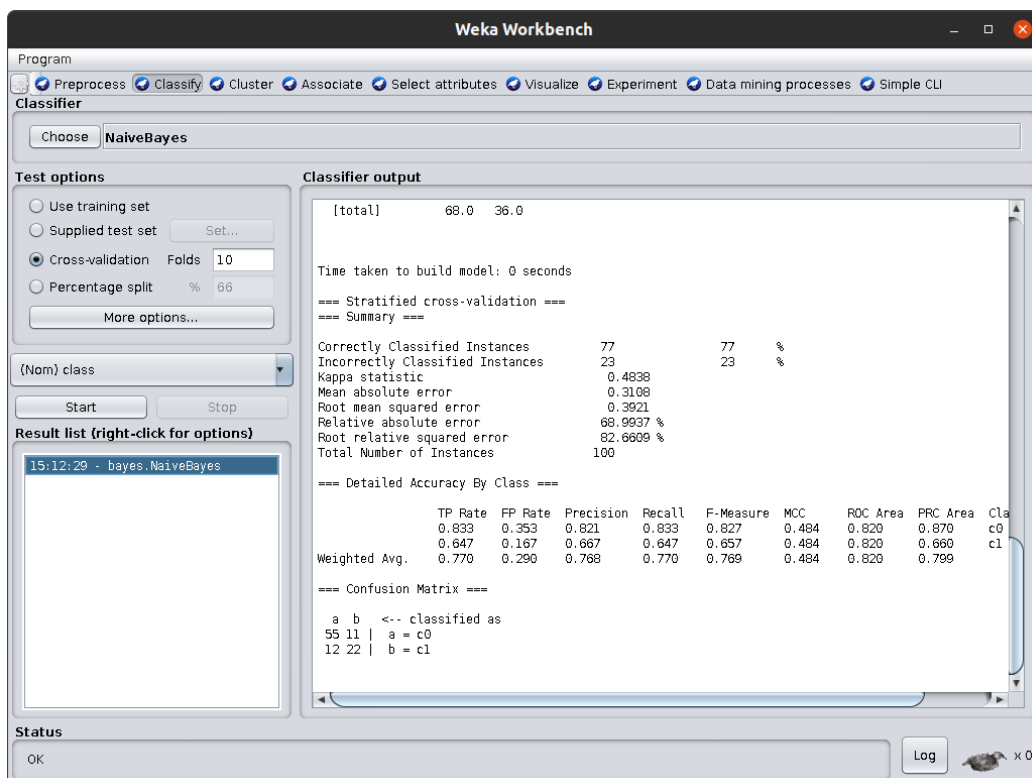 Weka Workbench
Program
Preprocess Classify Cluster Associate Select attributes Visualize Experiment Data mining processes Simple CLI
Classifier
Choose NaiveBayes
Test options
Use training set
Supplied test set Set...
Cross-validation Folds 10
Percentage split % 66
More options...
(Nom) class
Start Stop
Result list (right-click for options)
15:12:29 - bayes.NaiveBayes
Classifier output
[total] 68.0 36.0
Time taken to build model: 0 seconds
=== Stratified cross-validation ===
=== Summary ===
Correctly Classified Instances 77 77 %
Incorrectly Classified Instances 23 23 %
Kappa statistic 0.4838
Mean absolute error 0.3108
Root mean squared error 0.3921
Relative absolute error 68.9937 %
Root relative squared error 82.6609 %
Total Number of Instances 100
=== Detailed Accuracy By Class ===
TP Rate FP Rate Precision Recall F-Measure MCC ROC Area PRC Area Cla
0.833 0.353 0.821 0.833 0.827 0.484 0.820 0.870 c0
0.647 0.167 0.667 0.647 0.657 0.484 0.820 0.660 c1
Weighted Avg. 0.770 0.290 0.768 0.770 0.769 0.484 0.820 0.799
=== Confusion Matrix ===
a b <-- classified as
55 11 | a = c0
12 22 | b = c1
Status
OK
Log x 0